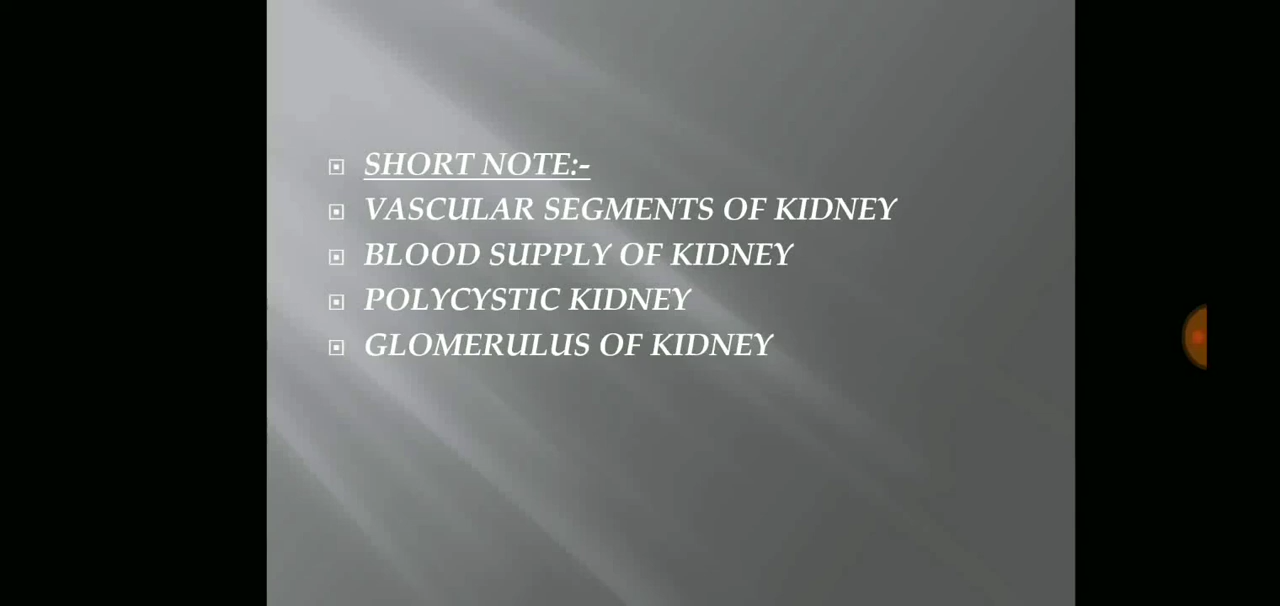 SHORT NOTE:-
VASCULAR SEGMENTS OF KIDNEY
BLOOD SUPPLY OF KIDNEY
POLYCYSTIC KIDNEY
GLOMERULUS OF KIDNEY